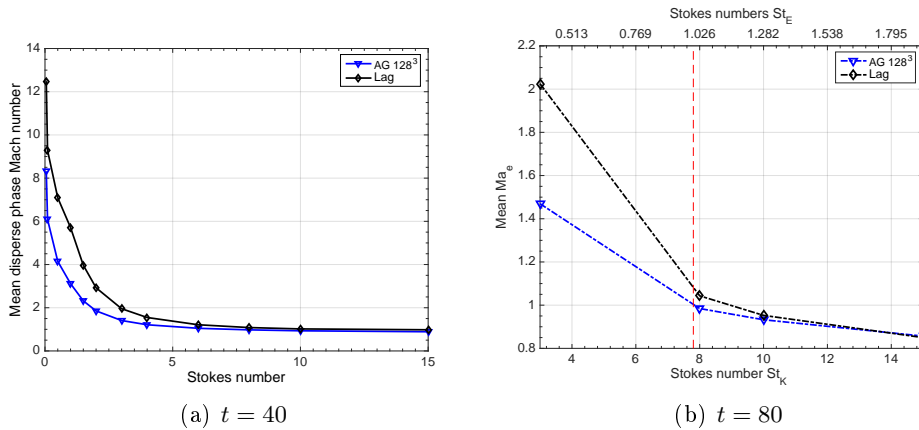 14
12
10
8
6
4
2
0
0
5
10
15
Mean disperse phase Mach number
Stokes number
AG 128³
Lag
(a) t = 40
Stokes numbers St_E
0.513 0.769 1.026 1.282 1.538 1.795
2.2
2
1.8
1.6
1.4
1.2
1
0.8
Mean Ma_e
AG 128³
Lag
4 6 8 10 12 14
Stokes number St_K
(b) t = 80